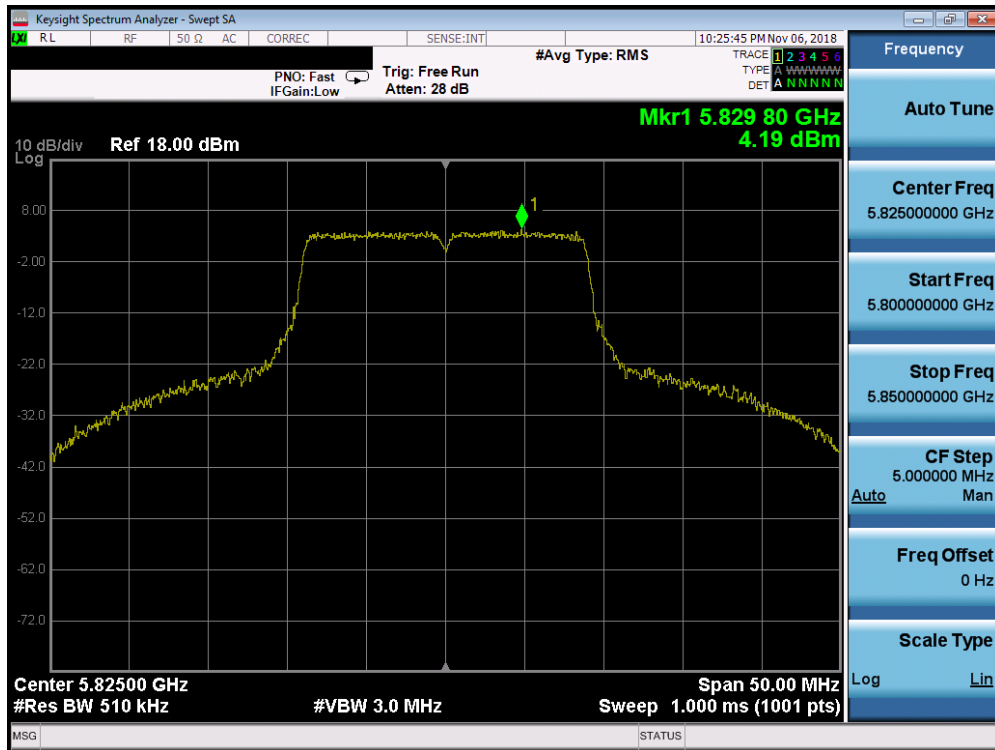 Keysight Spectrum Analyzer - Swept SA
LXI RL RF 50 Ω AC CORREC SENSE:INT 10:25:45 PM Nov 06, 2018
#Avg Type: RMS
TRACE 1 2 3 4 5 6
TYPE A WWWWWW
DET A N N N N N
PNO: Fast Trig: Free Run
IFGain:Low Atten: 28 dB
Mkr1 5.829 80 GHz
4.19 dBm
10 dB/div Ref 18.00 dBm
Log
1
8.00
-2.00
-12.0
-22.0
-32.0
-42.0
-52.0
-62.0
-72.0
Center 5.82500 GHz Span 50.00 MHz
#Res BW 510 kHz #VBW 3.0 MHz Sweep 1.000 ms (1001 pts)
MSG STATUS
Frequency
Auto Tune
Center Freq
5.825000000 GHz
Start Freq
5.800000000 GHz
Stop Freq
5.850000000 GHz
CF Step
5.000000 MHz
Auto Man
Freq Offset
0 Hz
Scale Type
Log Lin